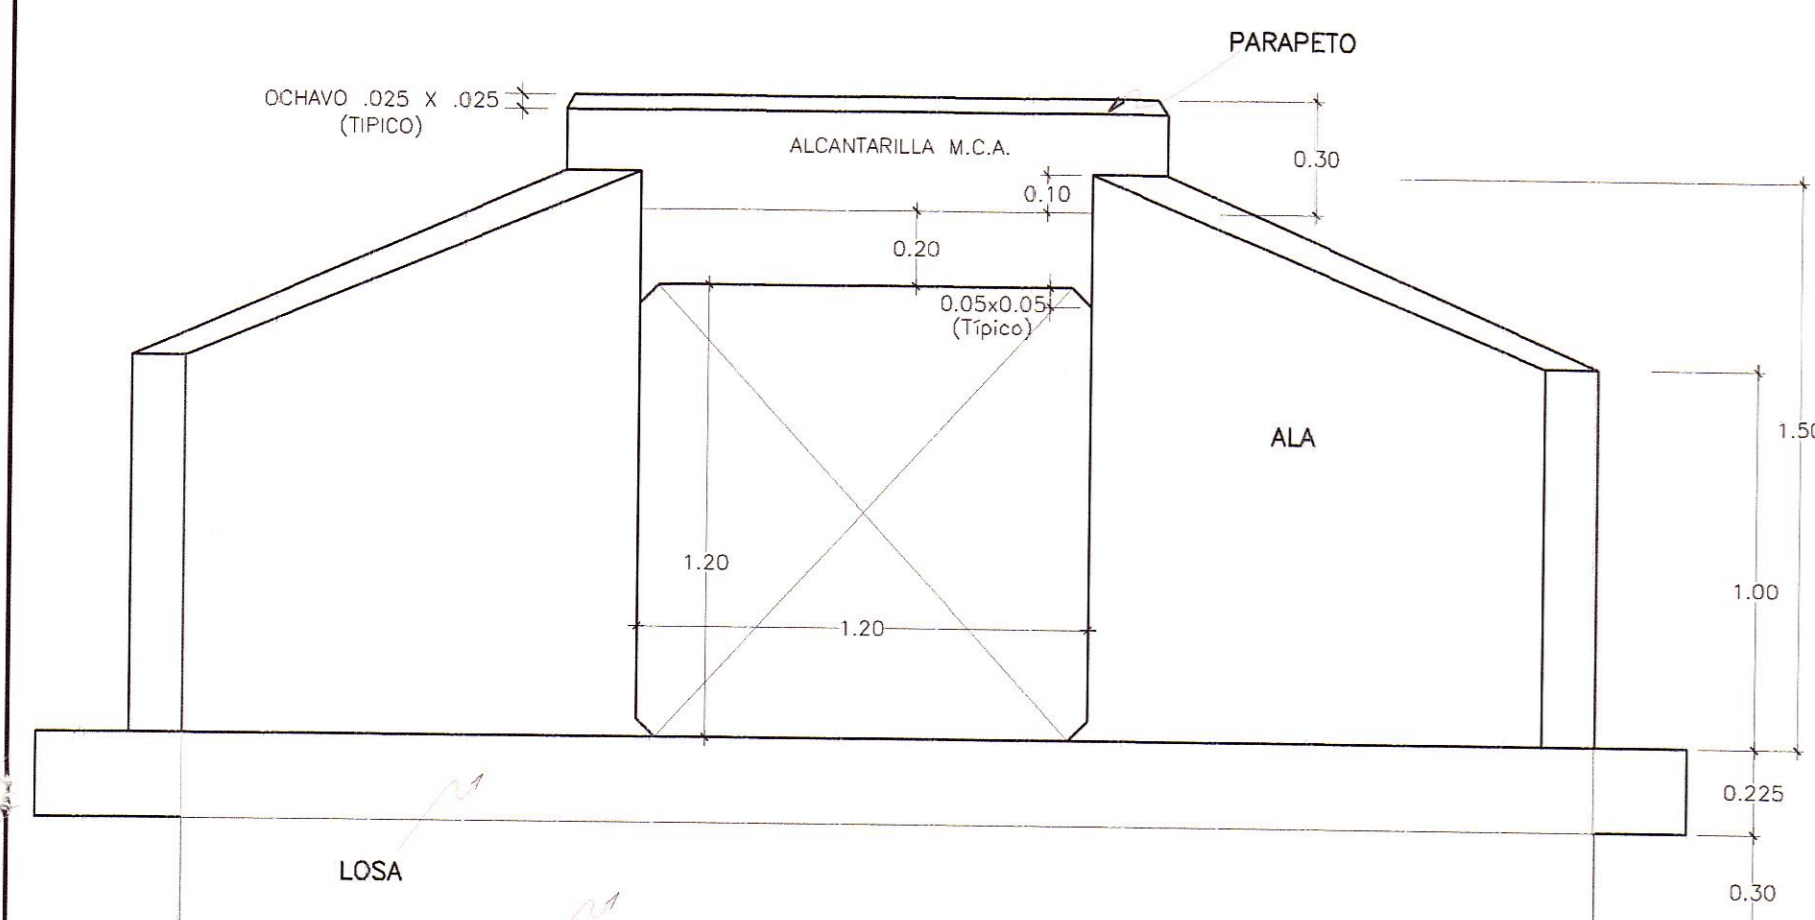 PARAPETO
OCHAVO .025 X .025
(TIPICO)
ALCANTARILLA M.C.A.
0.30
0.10
0.20
0.05x0.05
(Típico)
ALA
1.50
1.20
1.00
1.20
0.225
LOSA
0.30